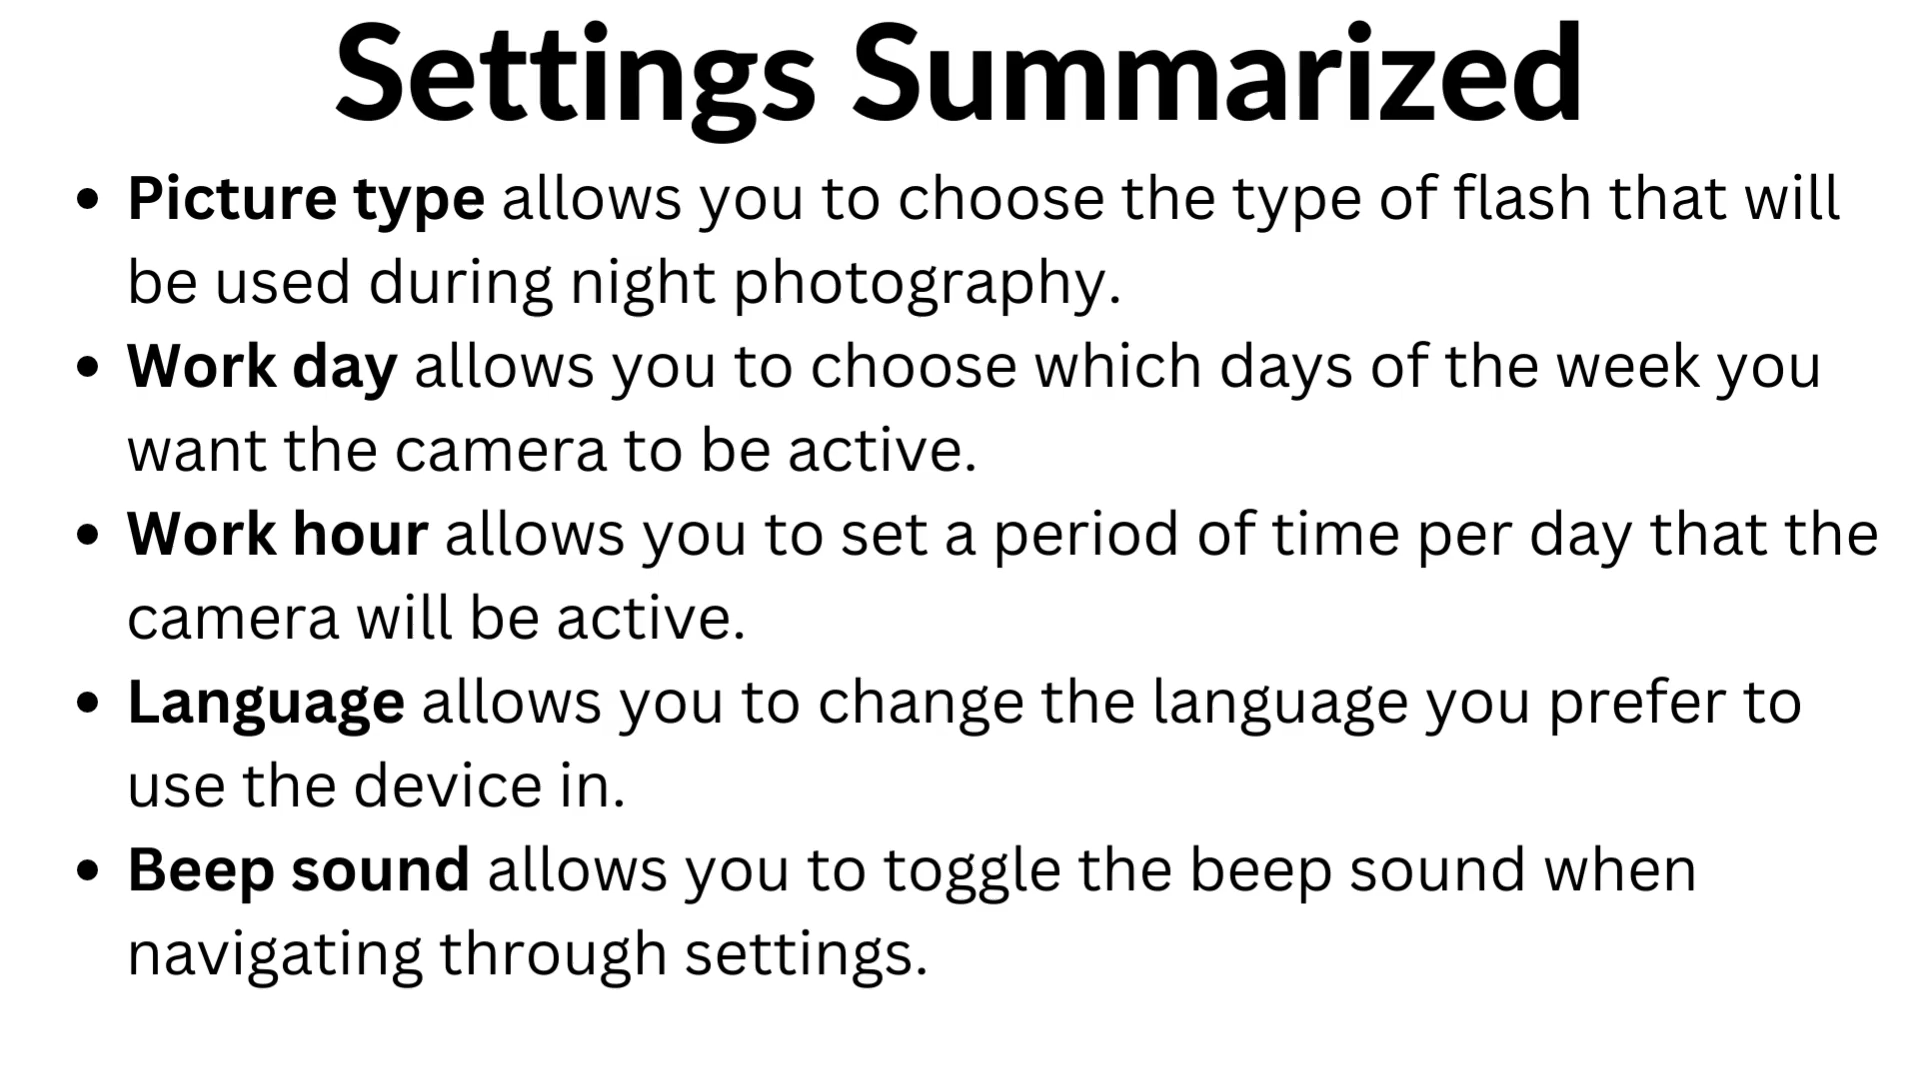 Settings Summarized
• Picture type allows you to choose the type of flash that will
be used during night photography.
• Work day allows you to choose which days of the week you
want the camera to be active.
• Work hour allows you to set a period of time per day that the
camera will be active.
• Language allows you to change the language you prefer to
use the device in.
• Beep sound allows you to toggle the beep sound when
navigating through settings.